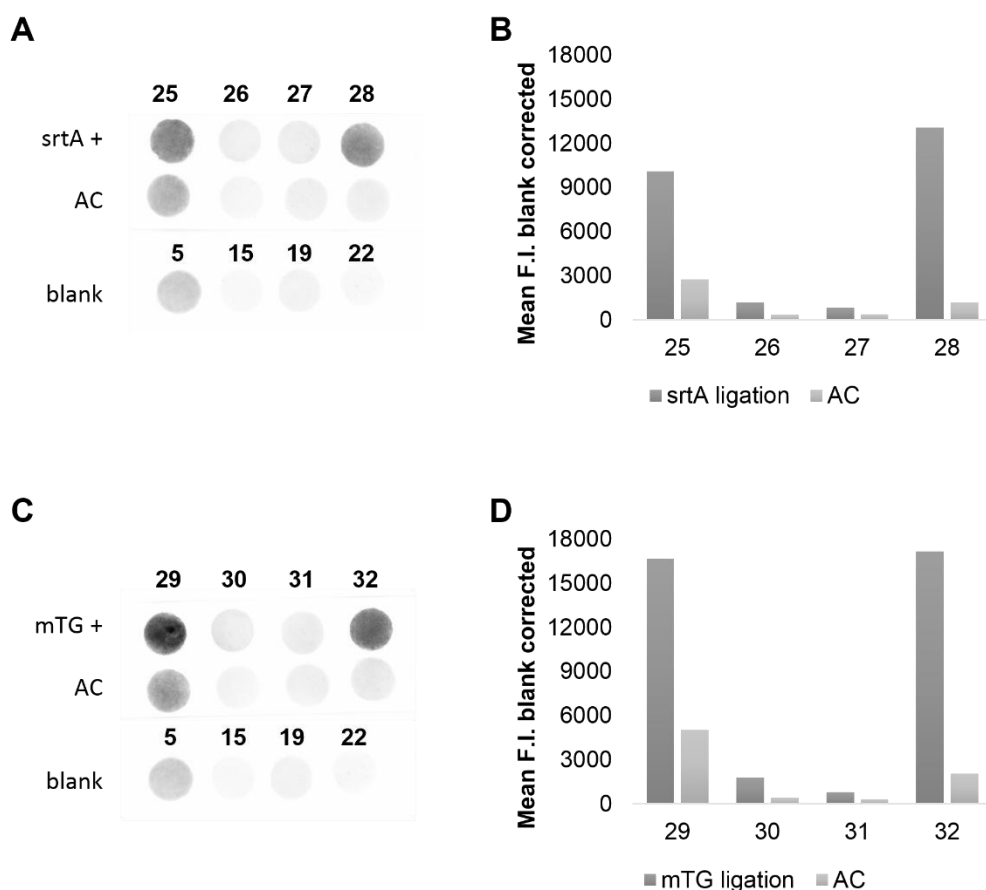 A
25 26 27 28
srtA +
AC
5 15 19 22
blank
B
Mean F.I. blank corrected
18000
15000
12000
9000
6000
3000
0
25 26 27 28
srtA ligation AC
C
29 30 31 32
mTG +
AC
5 15 19 22
blank
D
Mean F.I. blank corrected
18000
15000
12000
9000
6000
3000
0
29 30 31 32
mTG ligation AC